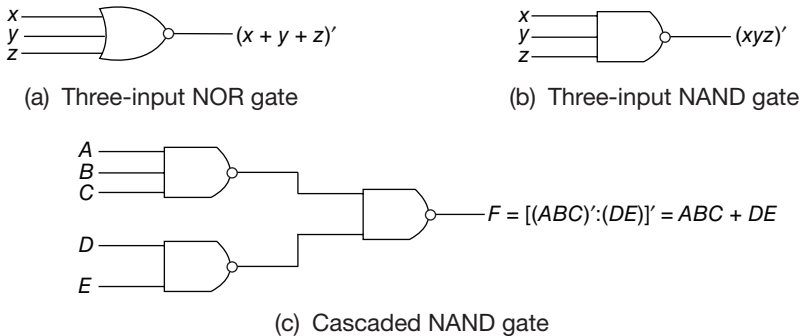 x
y
z
(x + y + z)′
(a) Three-input NOR gate
x
y
z
(xyz)′
(b) Three-input NAND gate
A
B
C
D
E
F = [(ABC)′:(DE)]′ = ABC + DE
(c) Cascaded NAND gate